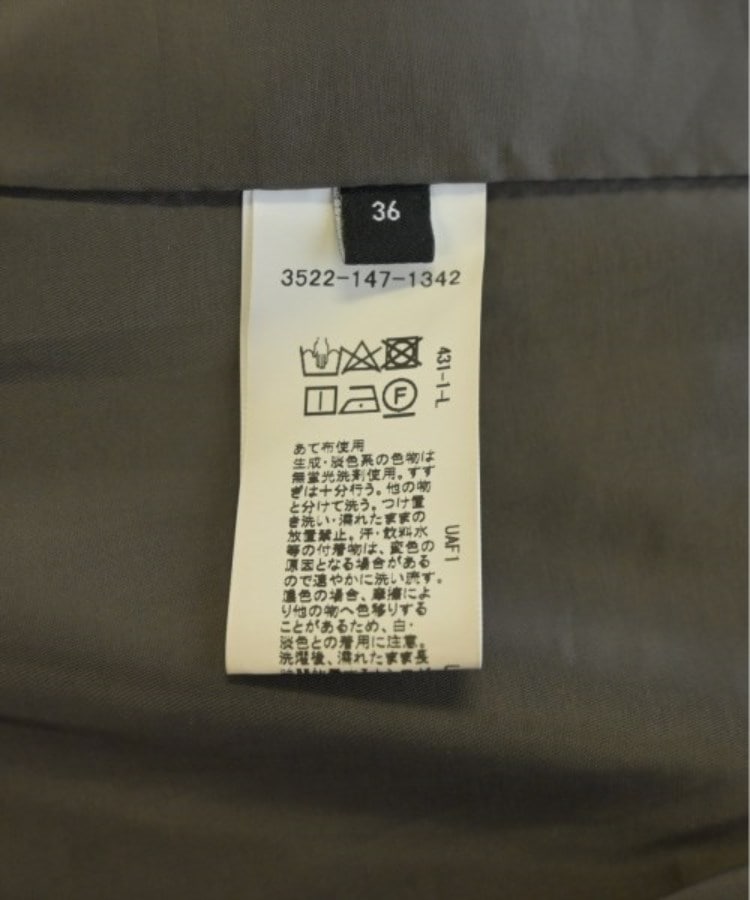 36
3522-147-1342
431-1-L
F
あて布使用
生成・淡色系の色物は
無蛍光洗剤使用。すす
ぎは十分行う。他の物
と分けて洗う。つけ置
き洗い・濡れたままの
放置禁止。汗・飲料水
等の付着物は、変色の
原因となる場合がある
ので速やかに洗い流す。
濃色の場合、摩擦によ
り他の物へ色移りする
ことがあるため、白・
淡色との着用に注意。
洗濯後、濡れたまま長
UAF1